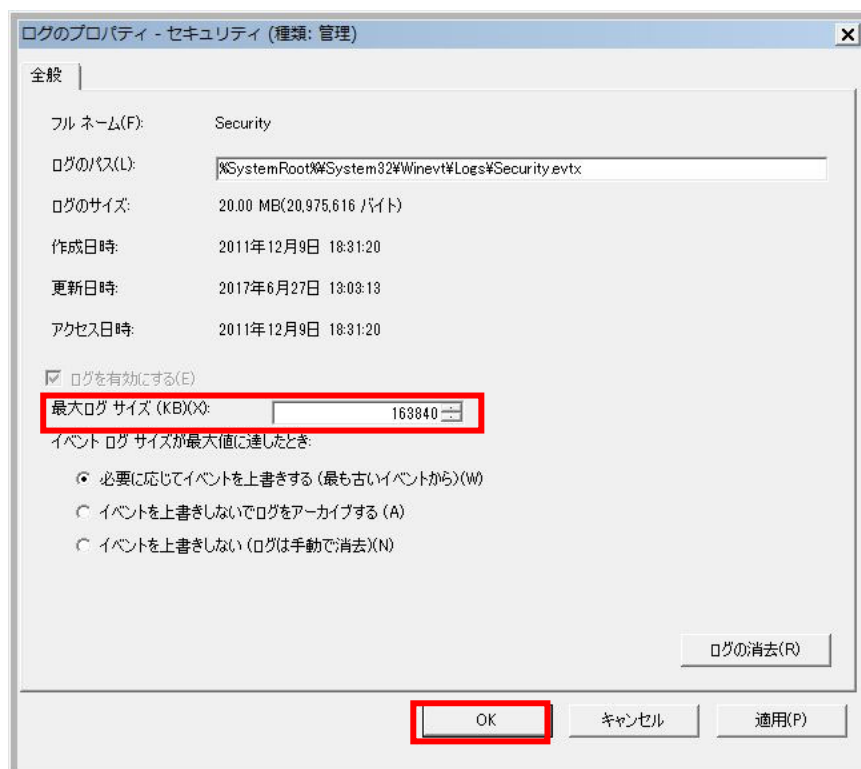 ログのプロパティ - セキュリティ (種類: 管理)
全般
フル ネーム(F): Security
ログのパス(L): %SystemRoot%¥System32¥Winevt¥Logs¥Security.evtx
ログのサイズ: 20.00 MB(20,975,616 バイト)
作成日時: 2011年12月9日 18:31:20
更新日時: 2017年6月27日 13:03:13
アクセス日時: 2011年12月9日 18:31:20
ログを有効にする(E)
最大ログ サイズ (KB)(X): 163840
イベント ログ サイズが最大値に達したとき:
必要に応じてイベントを上書きする (最も古いイベントから)(W)
イベントを上書きしないでログをアーカイブする (A)
イベントを上書きしない (ログは手動で消去)(N)
ログの消去(R)
OK キャンセル 適用(P)